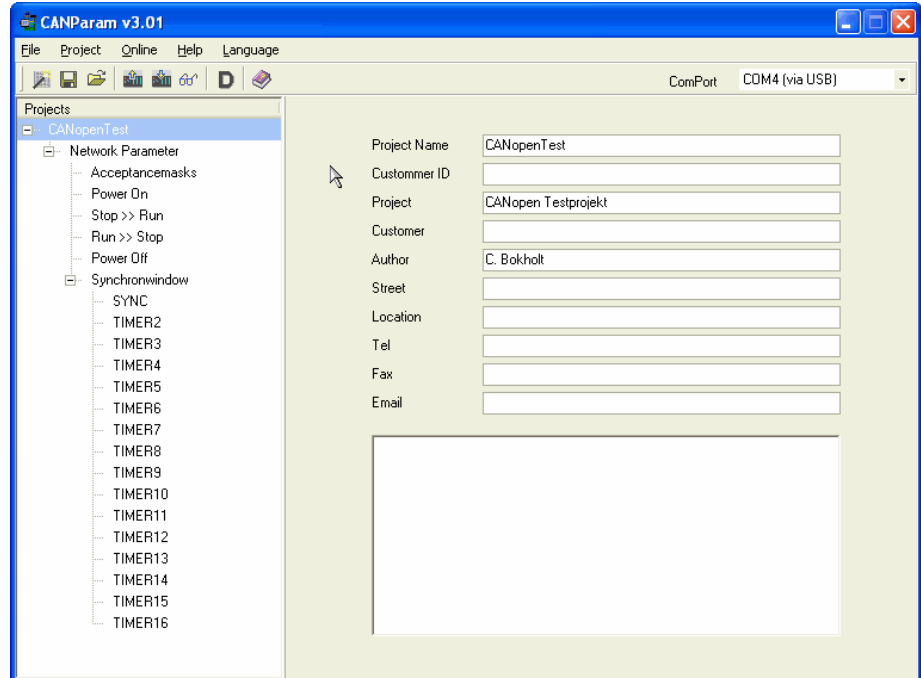 CANParam v3.01
File Project Online Help Language
D ComPort COM4 (via USB)
Projects
CANopenTest
Network Parameter
Acceptancemasks
Power On
Stop >> Run
Run >> Stop
Power Off
Synchronwindow
SYNC
TIMER2
TIMER3
TIMER4
TIMER5
TIMER6
TIMER7
TIMER8
TIMER9
TIMER10
TIMER11
TIMER12
TIMER13
TIMER14
TIMER15
TIMER16
Project Name CANopenTest
Custommer ID
Project CANopen Testprojekt
Customer
Author C. Bokholt
Street
Location
Tel
Fax
Email